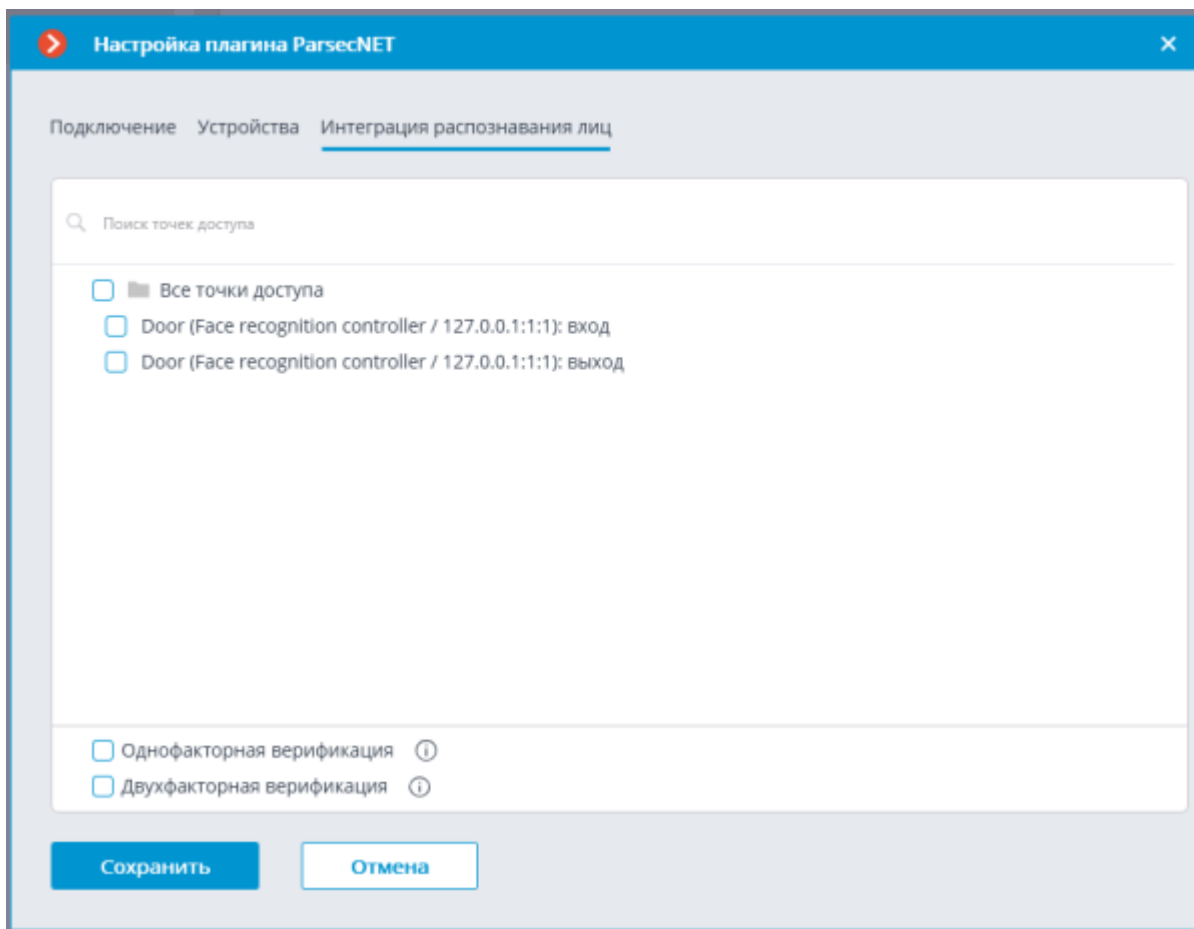 Настройка плагина ParsecNET
Подключение Устройства Интеграция распознавания лиц
Поиск точек доступа
Все точки доступа
Door (Face recognition controller / 127.0.0.1:1:1): вход
Door (Face recognition controller / 127.0.0.1:1:1): выход
Однофакторная верификация
Двухфакторная верификация
Сохранить Отмена